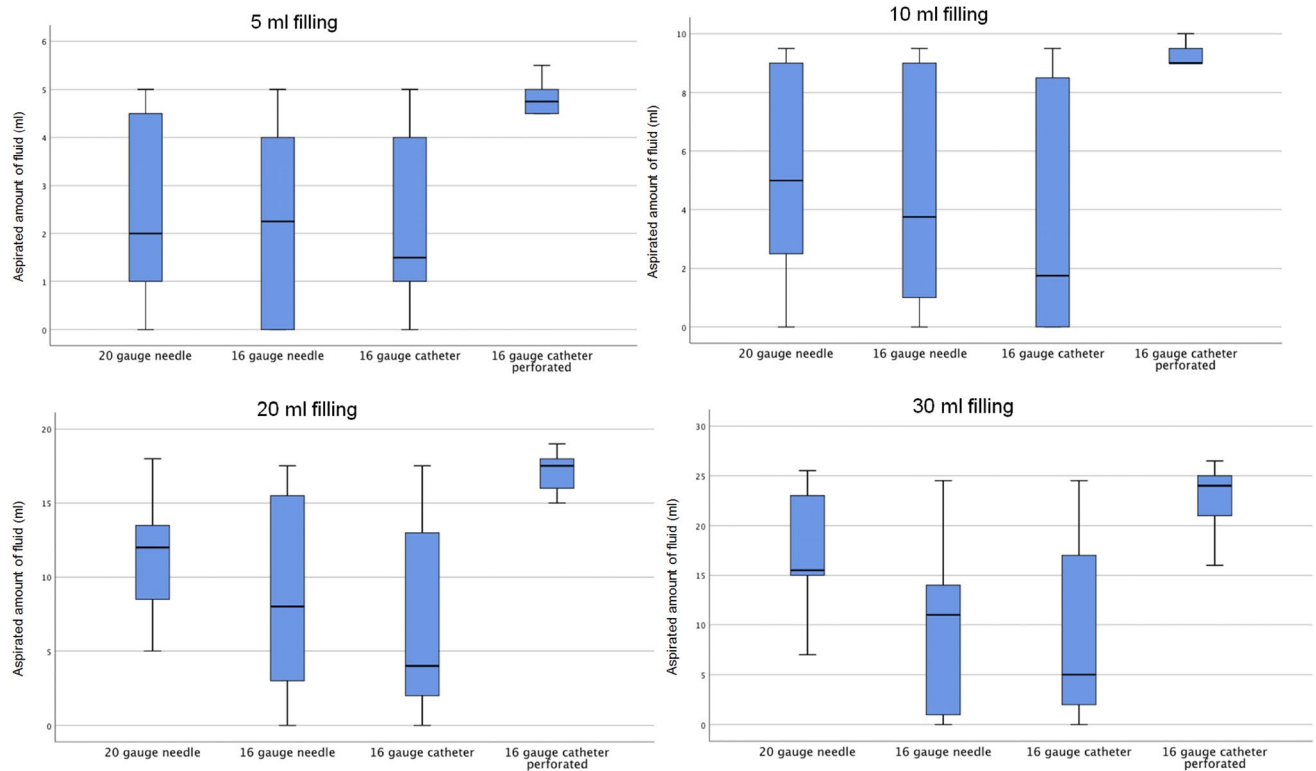 5 ml filling
Aspirated amount of fluid (ml)
6
5
4
3
2
1
0
20 gauge needle
16 gauge needle
16 gauge catheter
16 gauge catheter
perforated
10 ml filling
Aspirated amount of fluid (ml)
10
8
6
4
2
0
20 gauge needle
16 gauge needle
16 gauge catheter
16 gauge catheter
perforated
20 ml filling
Aspirated amount of fluid (ml)
20
15
10
5
0
20 gauge needle
16 gauge needle
16 gauge catheter
16 gauge catheter
perforated
30 ml filling
Aspirated amount of fluid (ml)
30
25
20
15
10
5
0
20 gauge needle
16 gauge needle
16 gauge catheter
16 gauge catheter
perforated